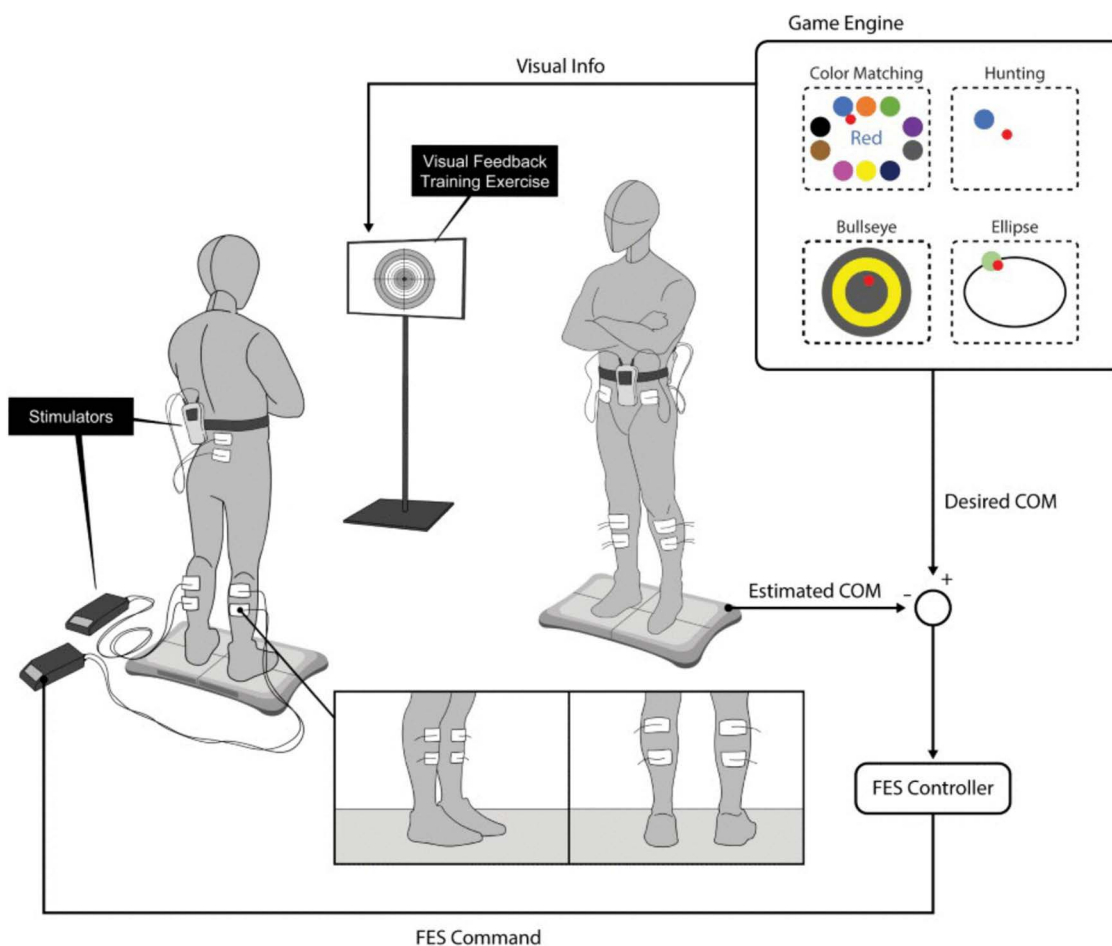 Game Engine
Visual Info
Color Matching
Hunting
Red
Visual Feedback
Training Exercise
Bullseye
Ellipse
Stimulators
Desired COM
+
Estimated COM
−
FES Controller
FES Command